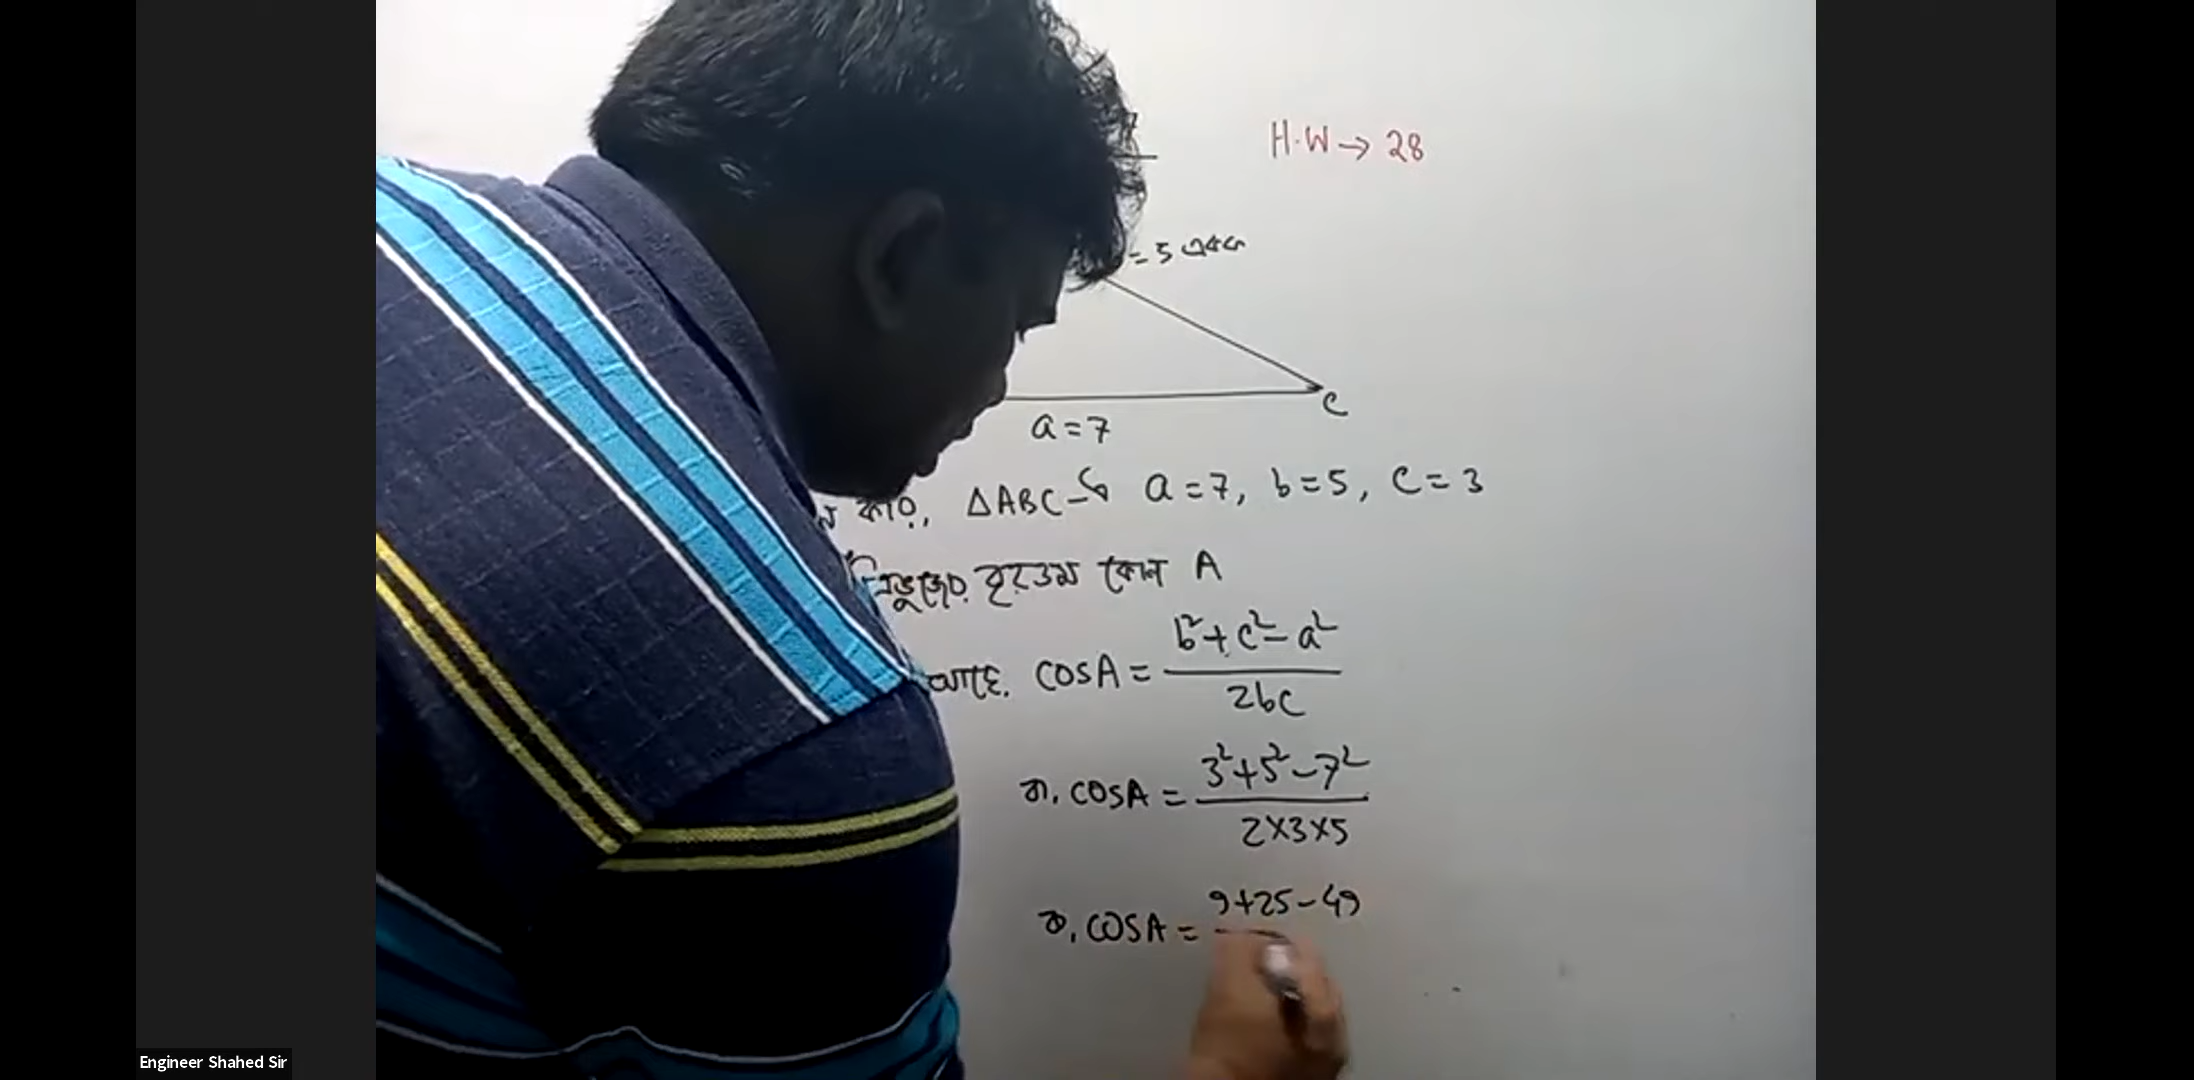 H.W → 28
= 5 একক
C
a = 7
ΔABC-এ a = 7, b = 5, c = 3
ত্রিভুজের বৃহত্তম কোন A
আছে, cosA = b² + c² - a² / 2bc
বা, cosA = 3² + 5² - 7² / 2×3×5
বা, cosA = 9+25-49
Engineer Shahed Sir